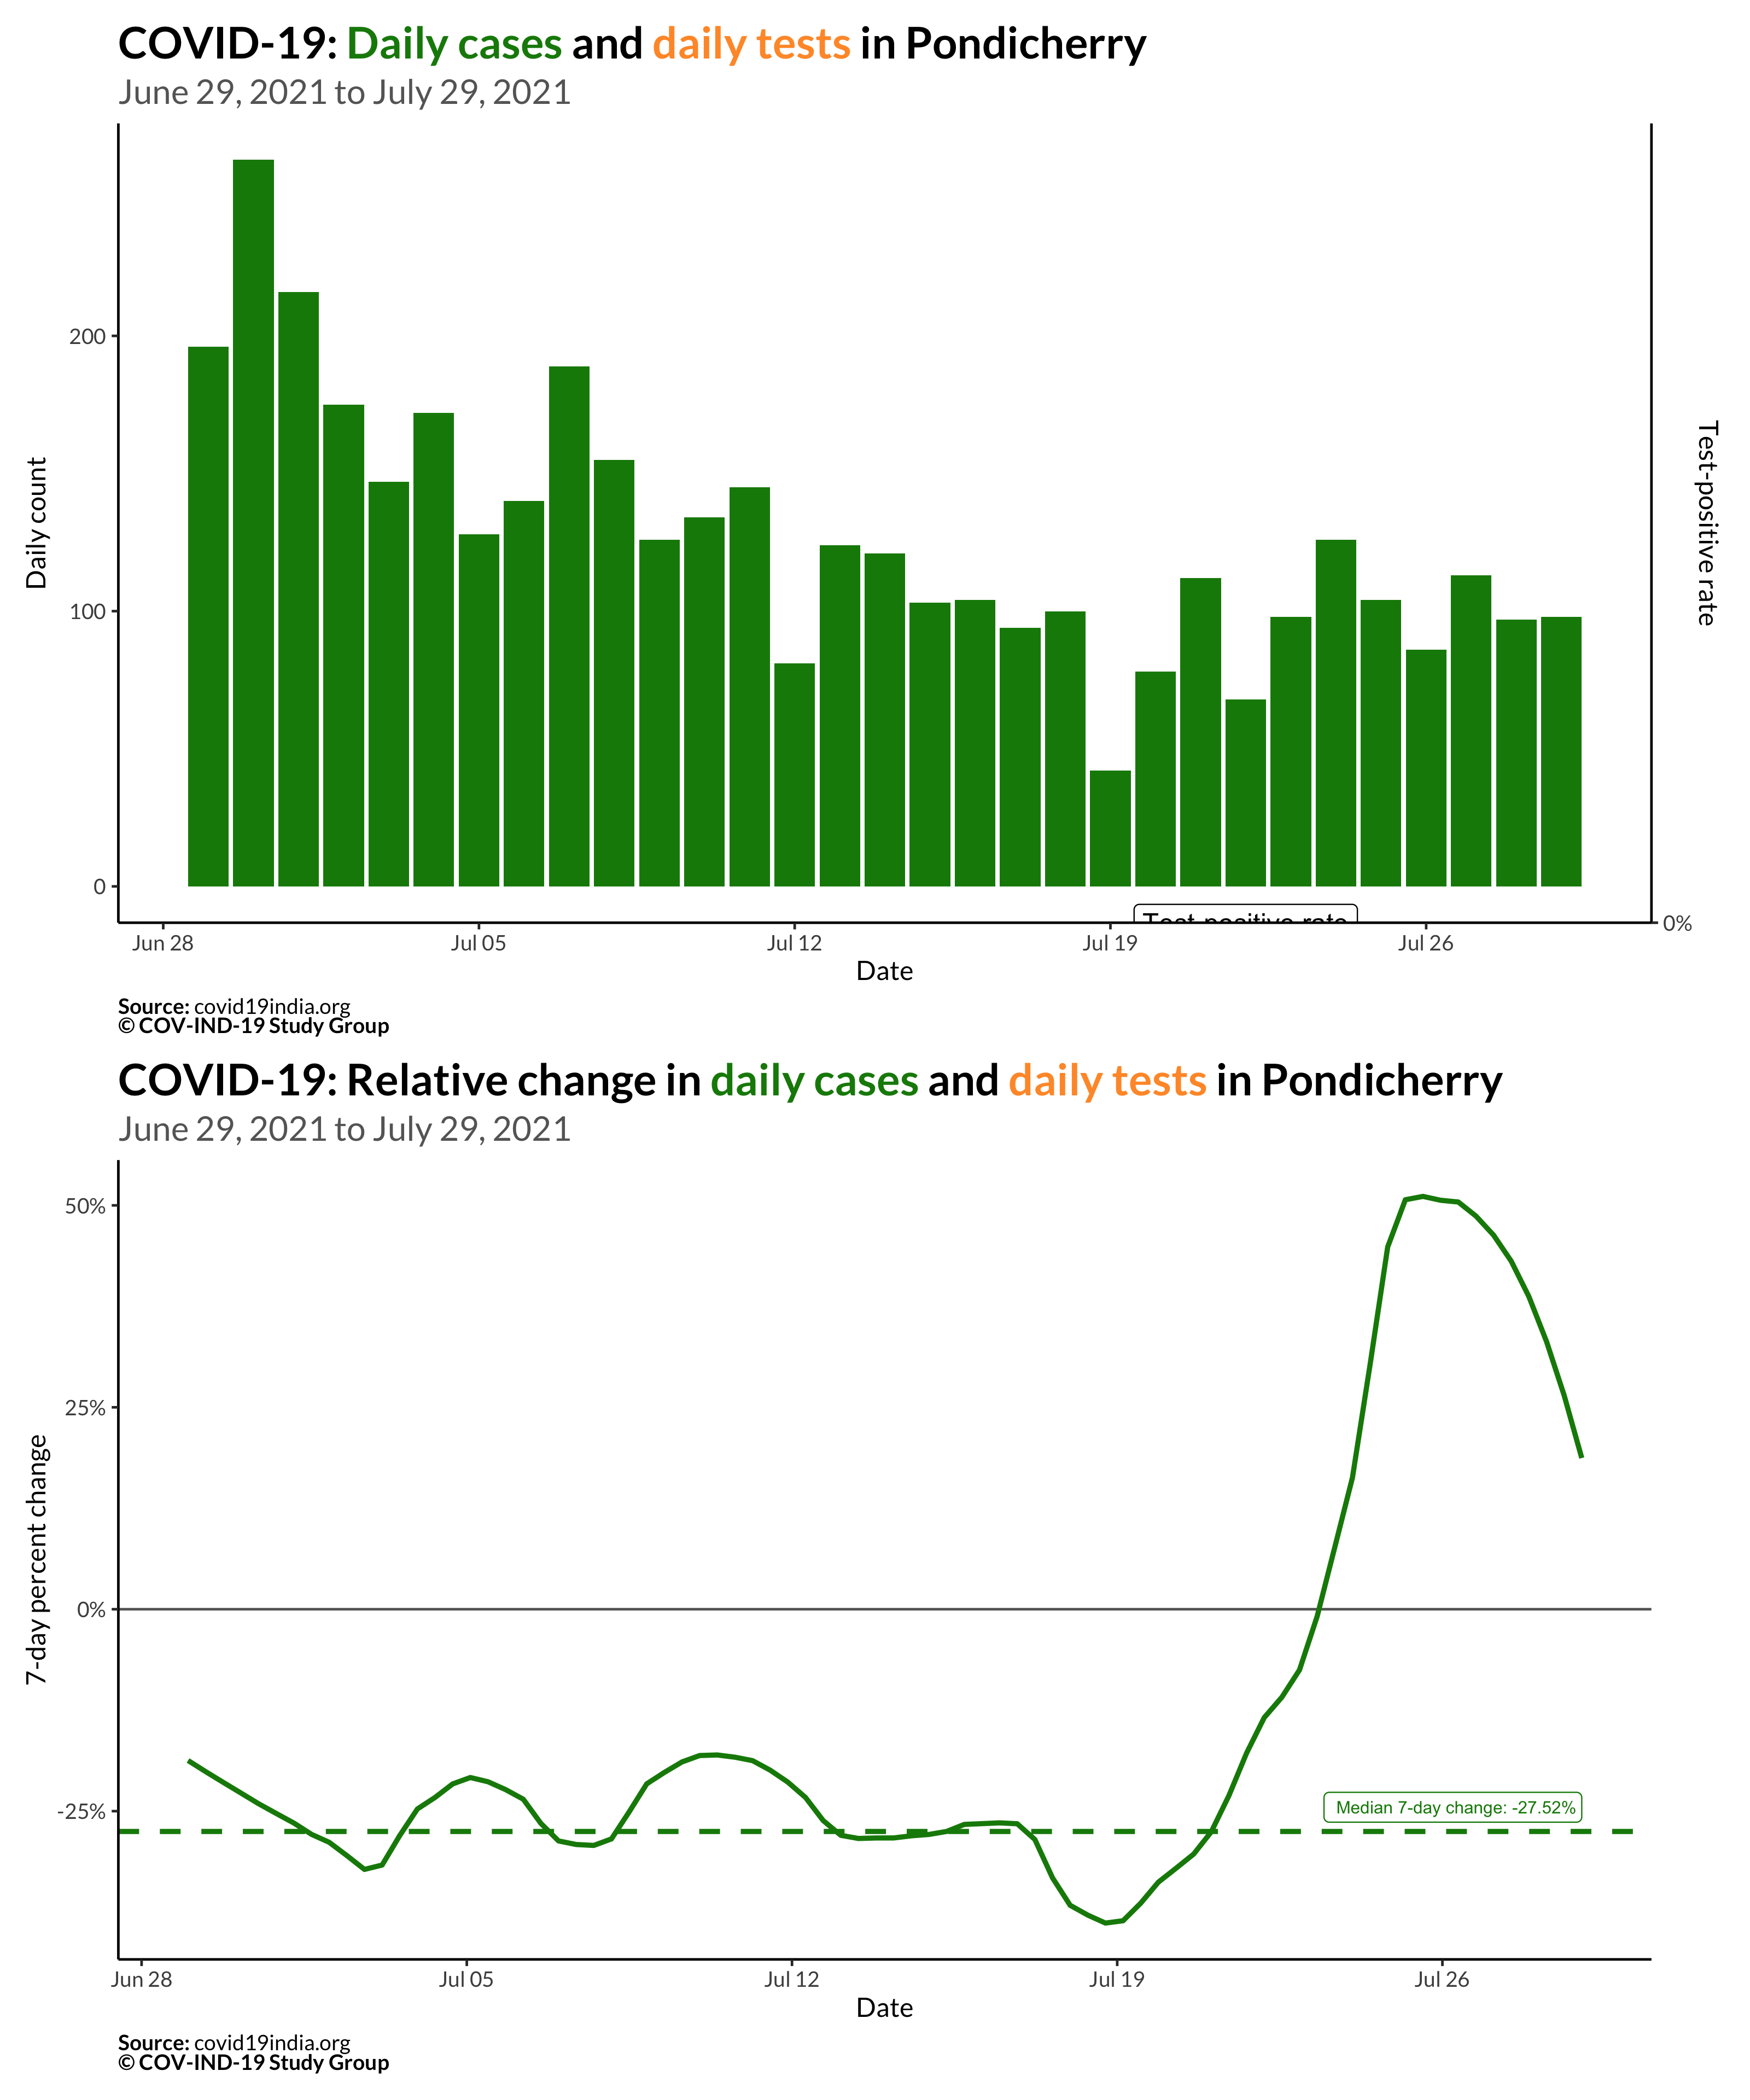 COVID-19: Daily cases and daily tests in Pondicherry
June 29, 2021 to July 29, 2021
Daily count
200
100
0
Test-positive rate
0%
Test-positive rate
Jun 28
Jul 05
Jul 12
Jul 19
Jul 26
Date
Source: covid19india.org
© COV-IND-19 Study Group
COVID-19: Relative change in daily cases and daily tests in Pondicherry
June 29, 2021 to July 29, 2021
7-day percent change
50%
25%
0%
-25%
Median 7-day change: -27.52%
Jun 28
Jul 05
Jul 12
Jul 19
Jul 26
Date
Source: covid19india.org
© COV-IND-19 Study Group